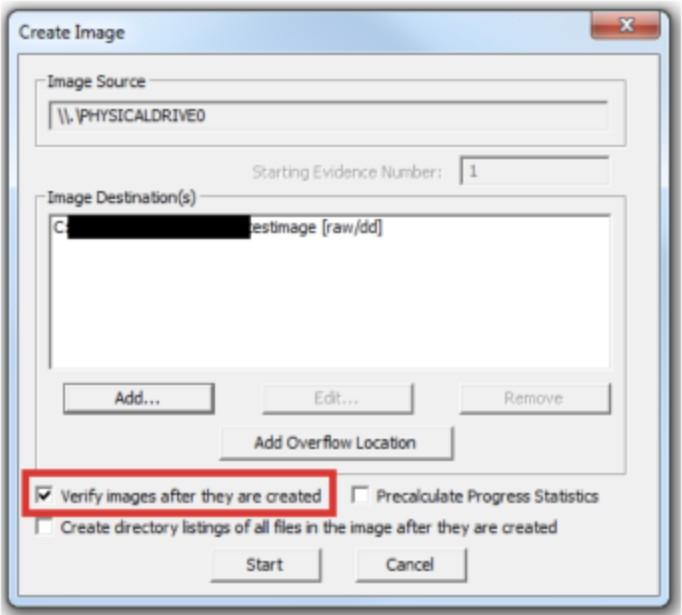 Create Image
Image Source
\\.\PHYSICALDRIVE0
Starting Evidence Number: 1
Image Destination(s)
C: testimage [raw/dd]
Add... Edit... Remove
Add Overflow Location
Verify images after they are created Precalculate Progress Statistics
Create directory listings of all files in the image after they are created
Start Cancel